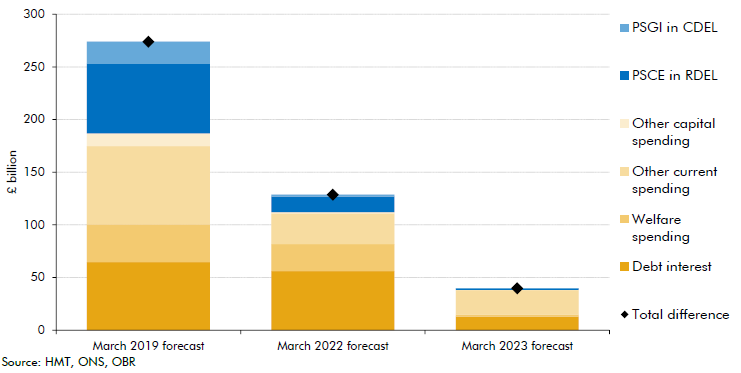 300
250
200
150
100
50
0
£ billion
March 2019 forecast
March 2022 forecast
March 2023 forecast
PSGI in CDEL
PSCE in RDEL
Other capital
spending
Other current
spending
Welfare
spending
Debt interest
Total difference
Source: HMT, ONS, OBR